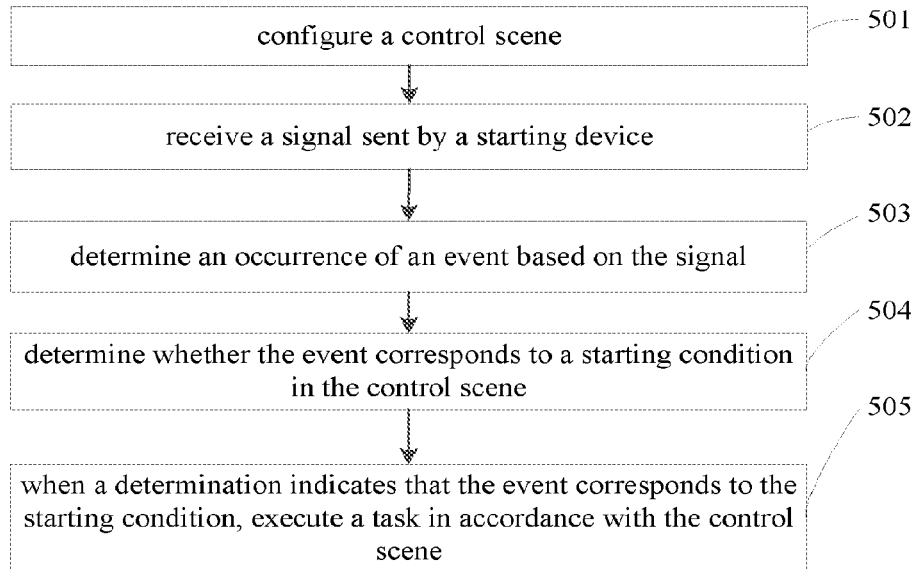 configure a control scene
501
receive a signal sent by a starting device
502
determine an occurrence of an event based on the signal
503
determine whether the event corresponds to a starting condition
in the control scene
504
when a determination indicates that the event corresponds to the
starting condition, execute a task in accordance with the control
scene
505